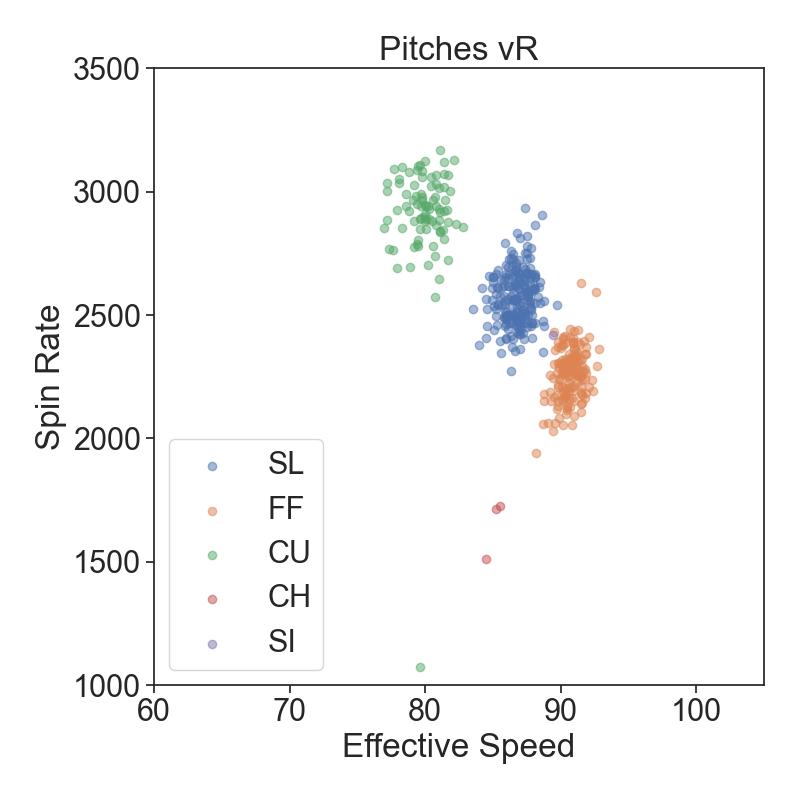 Pitches vR
3500
3000
2500
2000
1500
1000
Spin Rate
SL
FF
CU
CH
SI
60 70 80 90 100
Effective Speed